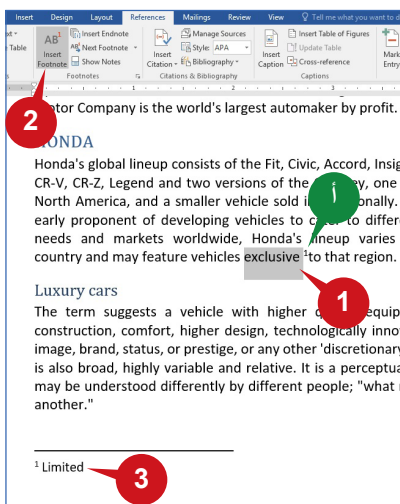 Insert Design Layout References Mailings Review View Tell me what you want to d
Table
AB¹
Insert
Footnote
Insert Endnote
Next Footnote
Show Notes
Footnotes
Insert
Citation
Manage Sources
Style: APA
Bibliography
Citations & Bibliography
Insert
Caption
Insert Table of Figures
Update Table
Cross-reference
Captions
Mark
Entry
2
otor Company is the world's largest automaker by profit.
ONDA
Honda's global lineup consists of the Fit, Civic, Accord, Insig
CR-V, CR-Z, Legend and two versions of the ey, one
أ
North America, and a smaller vehicle sold i onally.
early proponent of developing vehicles to to differ
needs and markets worldwide, Honda's lineup varies
country and may feature vehicles exclusive ¹to that region.
1
Luxury cars
The term suggests a vehicle with higher equip
construction, comfort, higher design, technologically inno
image, brand, status, or prestige, or any other 'discretionary
is also broad, highly variable and relative. It is a perceptua
may be understood differently by different people; "what
another."
¹ Limited
3